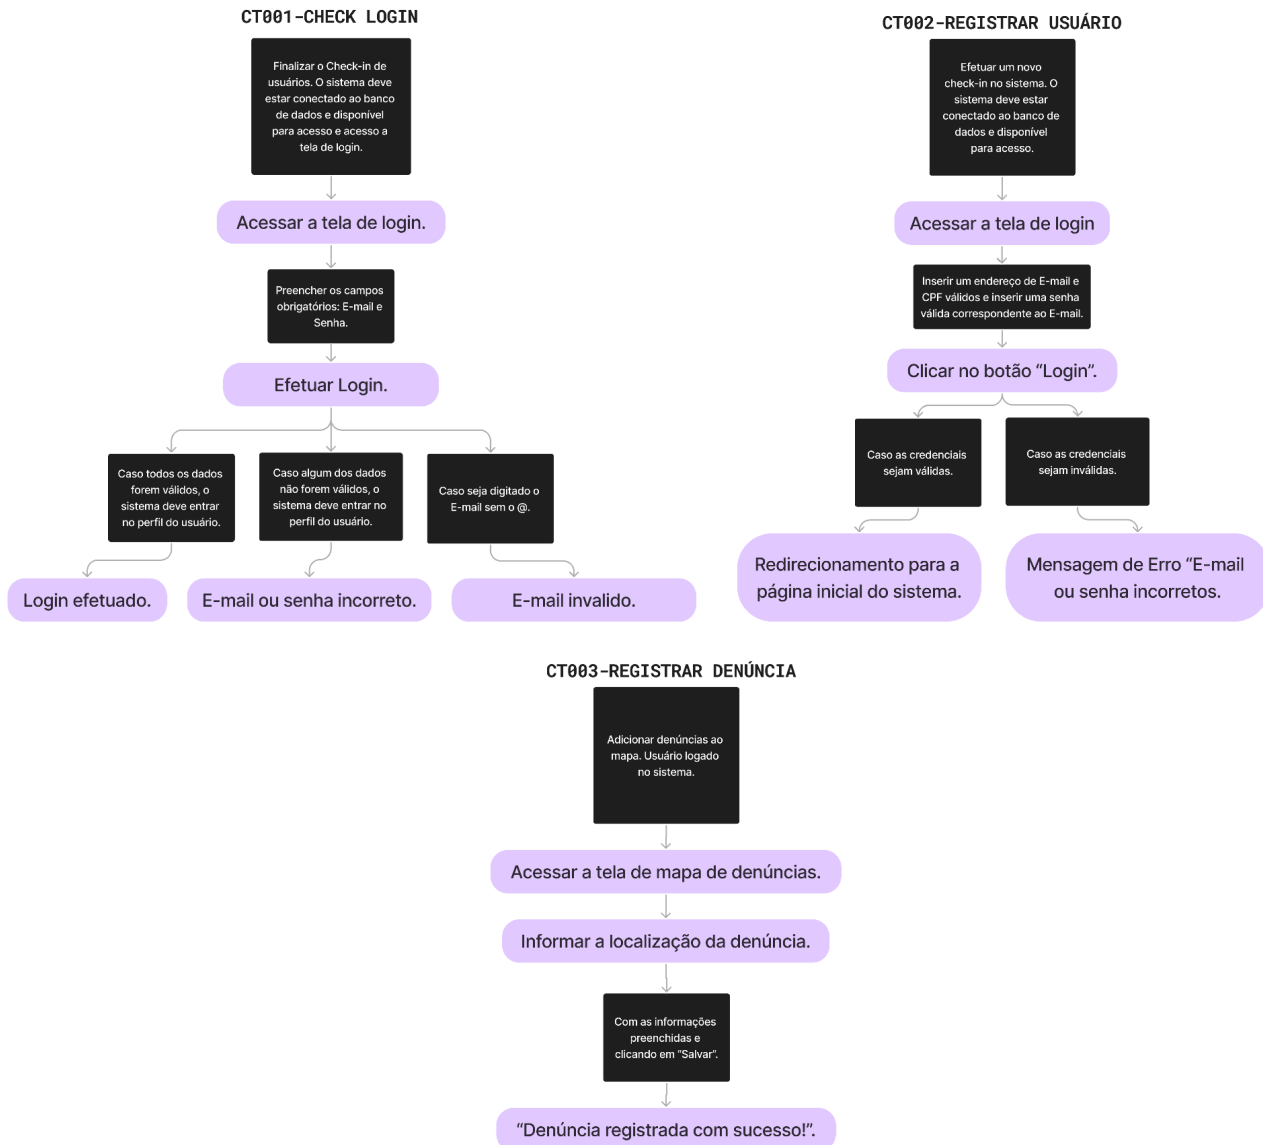 CT001-CHECK LOGIN
Finalizar o Check-in de
usuários. O sistema deve
estar conectado ao banco
de dados e disponível
para acesso e acesso a
tela de login.
Acessar a tela de login.
Preencher os campos
obrigatórios: E-mail e
Senha.
Efetuar Login.
Caso todos os dados
forem válidos, o
sistema deve entrar
no perfil do usuário.
Caso algum dos dados
não forem válidos, o
sistema deve entrar no
perfil do usuário.
Caso seja digitado o
E-mail sem o @.
Login efetuado.
E-mail ou senha incorreto.
E-mail invalido.
CT002-REGISTRAR USUÁRIO
Efetuar um novo
check-in no sistema. O
sistema deve estar
conectado ao banco de
dados e disponível
para acesso.
Acessar a tela de login
Inserir um endereço de E-mail e
CPF válidos e inserir uma senha
válida correspondente ao E-mail.
Clicar no botão “Login”.
Caso as credenciais
sejam válidas.
Caso as credenciais
sejam inválidas.
Redirecionamento para a
página inicial do sistema.
Mensagem de Erro “E-mail
ou senha incorretos.
CT003-REGISTRAR DENÚNCIA
Adicionar denúncias ao
mapa. Usuário logado
no sistema.
Acessar a tela de mapa de denúncias.
Informar a localização da denúncia.
Com as informações
preenchidas e
clicando em “Salvar”.
“Denúncia registrada com sucesso!”.